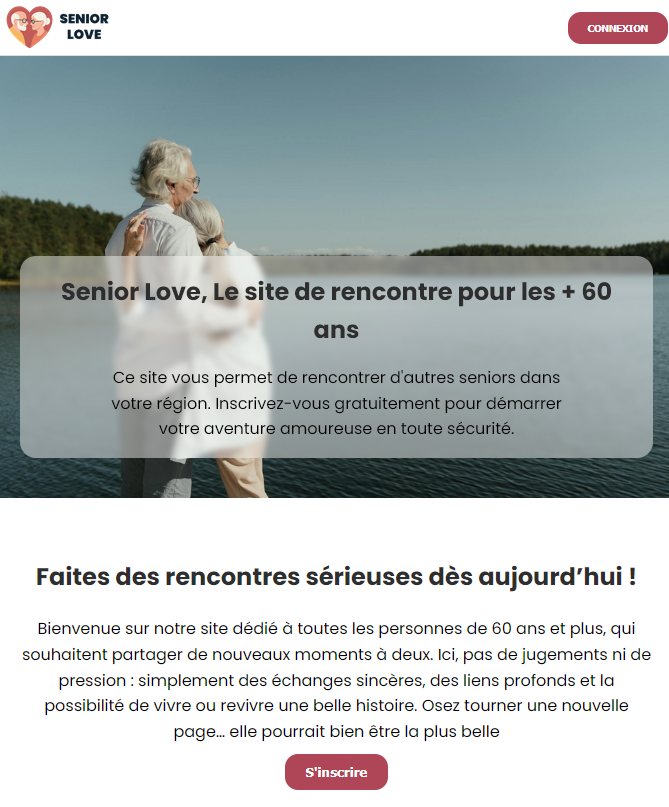 SENIOR
LOVE
CONNEXION
Senior Love, Le site de rencontre pour les + 60
ans
Ce site vous permet de rencontrer d'autres seniors dans
votre région. Inscrivez-vous gratuitement pour démarrer
votre aventure amoureuse en toute sécurité.
Faites des rencontres sérieuses dès aujourd’hui !
Bienvenue sur notre site dédié à toutes les personnes de 60 ans et plus, qui
souhaitent partager de nouveaux moments à deux. Ici, pas de jugements ni de
pression : simplement des échanges sincères, des liens profonds et la
possibilité de vivre ou revivre une belle histoire. Osez tourner une nouvelle
page... elle pourrait bien être la plus belle
S'inscrire